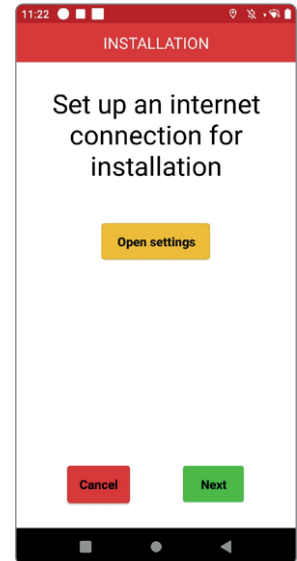 11:22
INSTALLATION
Set up an internet
connection for
installation
Open settings
Cancel
Next